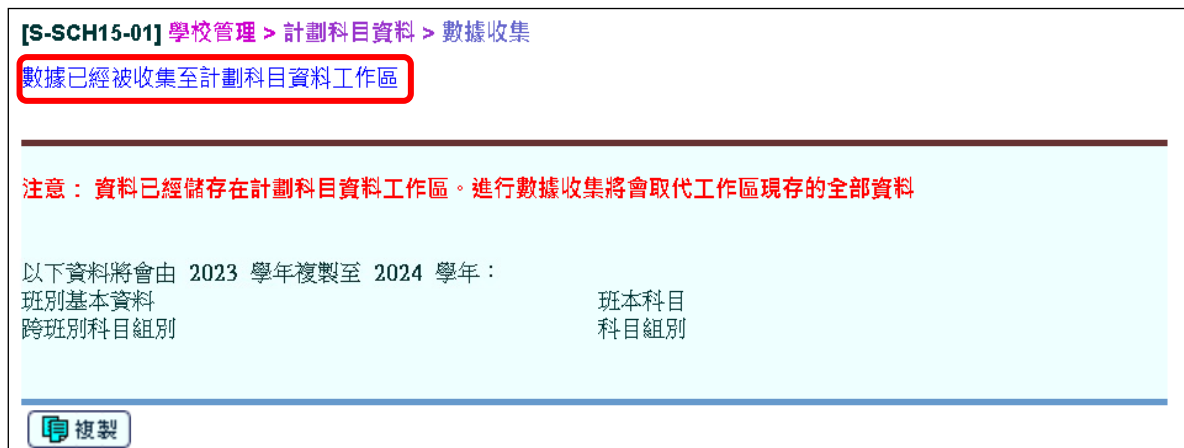 [S-SCH15-01] 學校管理 > 計劃科目資料 > 數據收集
數據已經被收集至計劃科目資料工作區
注意： 資料已經儲存在計劃科目資料工作區。進行數據收集將會取代工作區現存的全部資料
以下資料將會由 2023 學年複製至 2024 學年：
班別基本資料 班本科目
跨班別科目組別 科目組別
複製